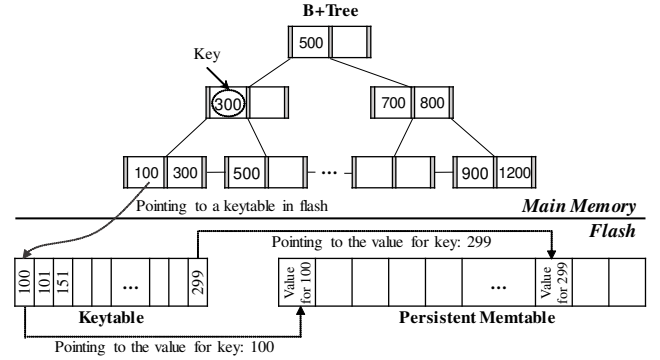 B+Tree
500
Key
300
700 800
100 300 500 ... 900 1200
Pointing to a keytable in flash
Main Memory
Flash
Pointing to the value for key: 299
100 101 151 ... 299
Value for 100 ... Value for 299
Keytable
Persistent Memtable
Pointing to the value for key: 100